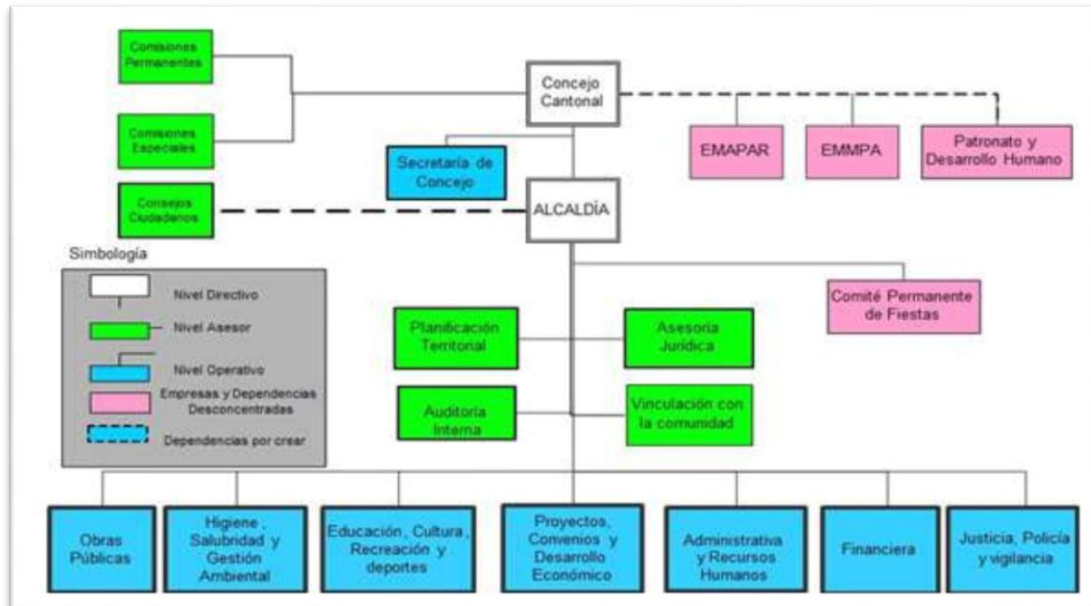 Comisiones
Permanentes
Concejo
Cantonal
Comisiones
Especiales
EMAPAR
EMMPA
Patronato y
Desarrollo Humano
Secretaría de
Concejo
Consejos
Ciudadanos
ALCALDÍA
Simbología
Nivel Directivo
Nivel Asesor
Nivel Operativo
Empresas y Dependencias
Desconcentradas
Dependencias por crear
Comité Permanente
de Fiestas
Planificación
Territorial
Asesoría
Jurídica
Auditoría
Interna
Vinculación con
la comunidad
Obras
Públicas
Higiene,
Salubridad y
Gestión
Ambiental
Educación, Cultura,
Recreación y
deportes
Proyectos,
Convenios y
Desarrollo
Económico
Administrativa
y Recursos
Humanos
Financiera
Justicia, Policía
y vigilancia